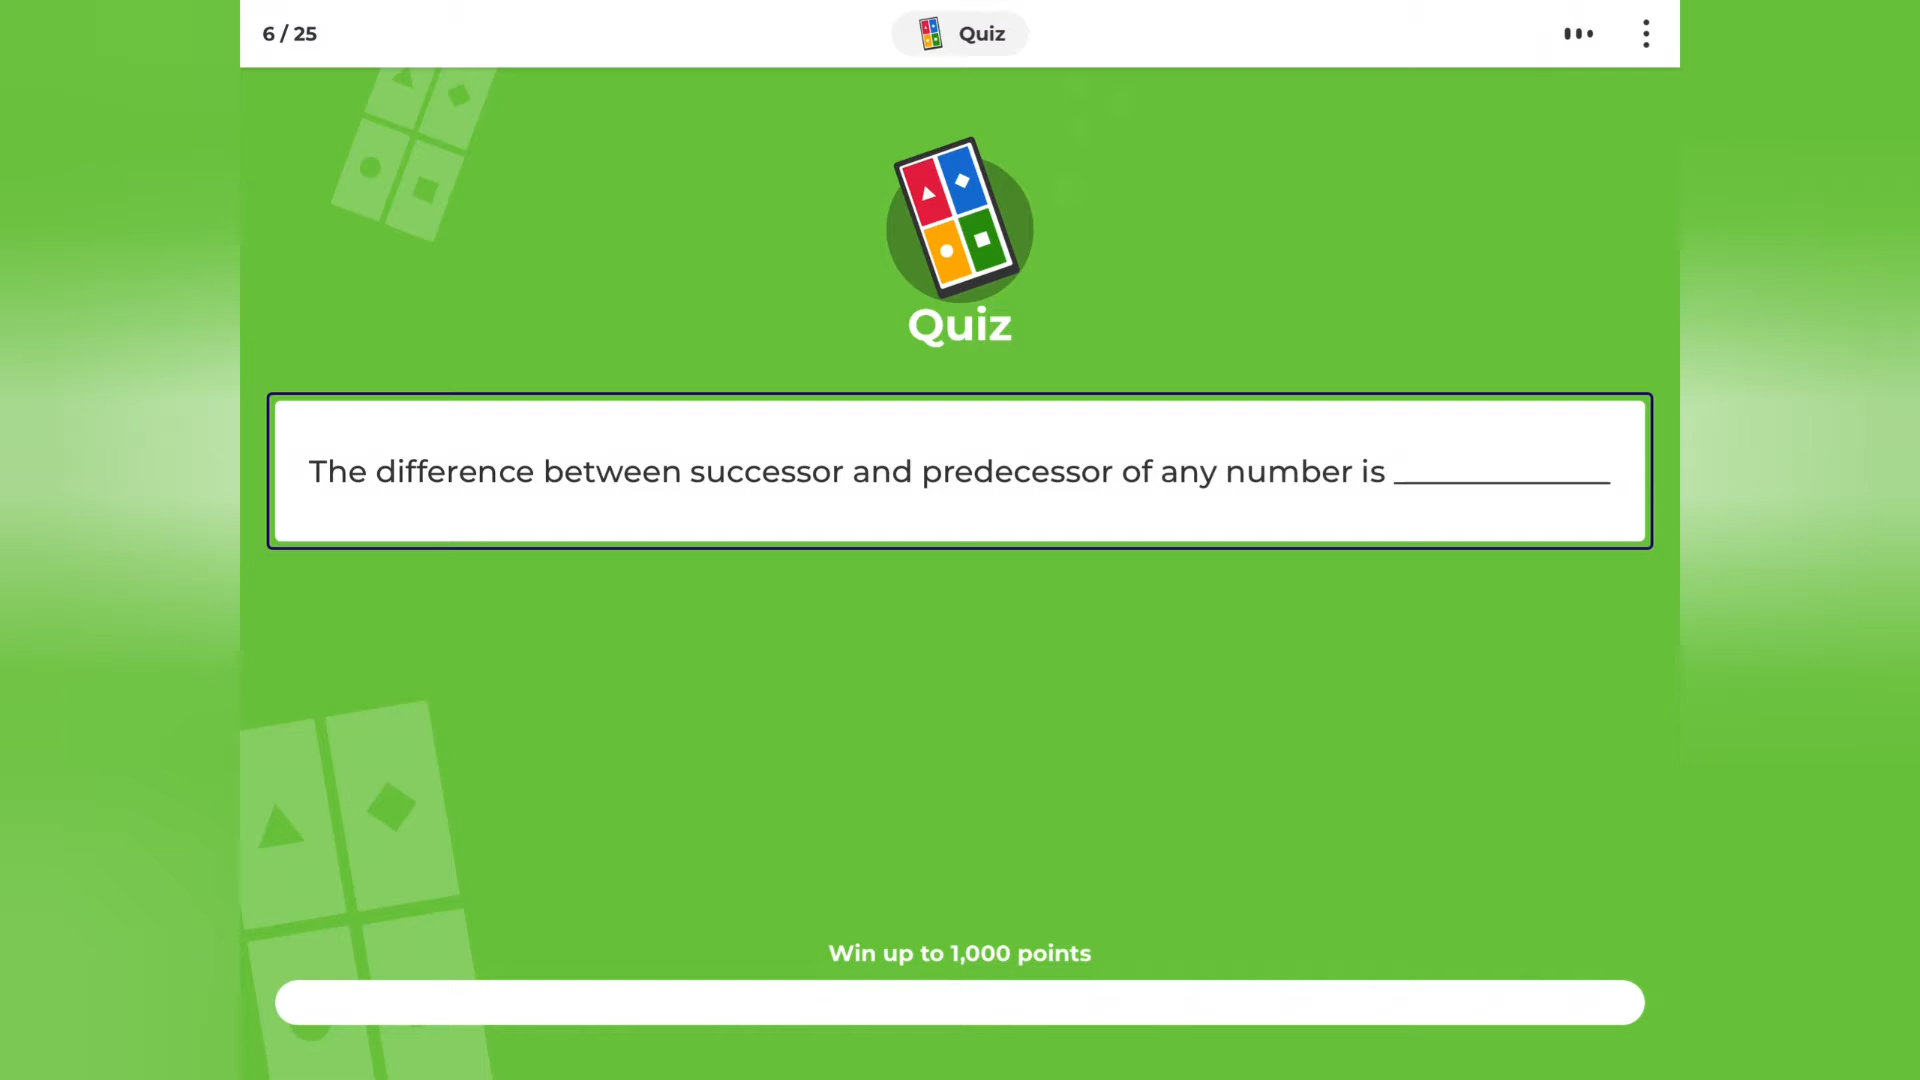 6 / 25
Quiz
Quiz
The difference between successor and predecessor of any number is _____________
Win up to 1,000 points